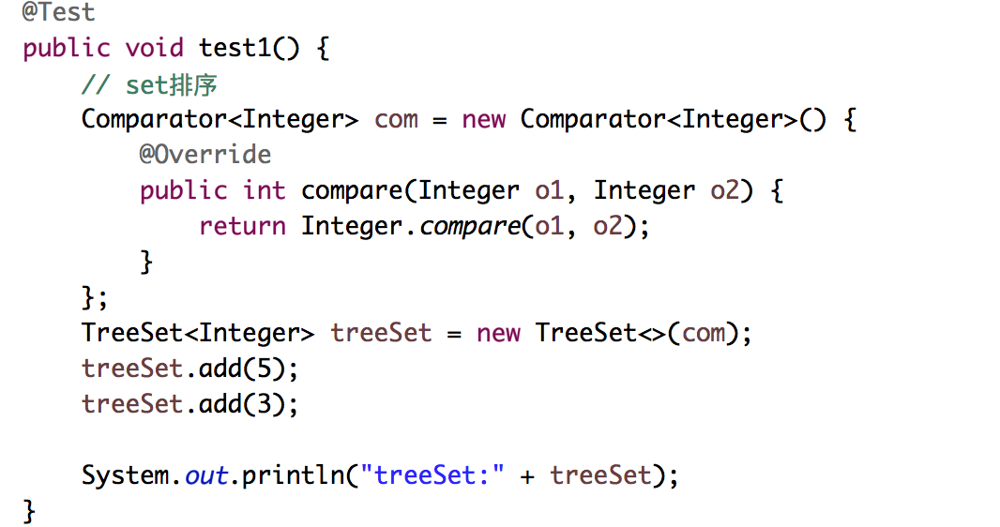 @Test
public void test1() {
    // set排序
    Comparator<Integer> com = new Comparator<Integer>() {
        @Override
        public int compare(Integer o1, Integer o2) {
            return Integer.compare(o1, o2);
        }
    };
    TreeSet<Integer> treeSet = new TreeSet<>(com);
    treeSet.add(5);
    treeSet.add(3);

    System.out.println("treeSet:" + treeSet);
}